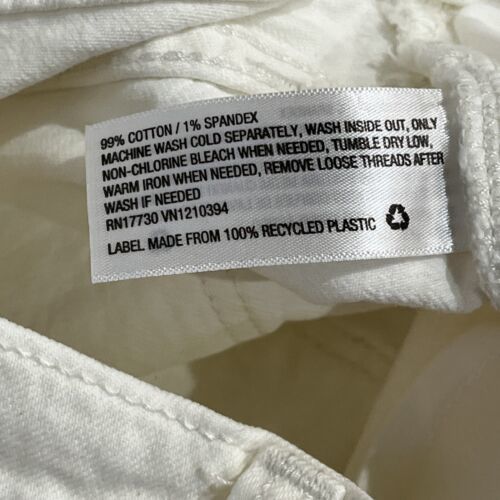 99% COTTON / 1% SPANDEX
MACHINE WASH COLD SEPARATELY, WASH INSIDE OUT, ONLY
NON-CHLORINE BLEACH WHEN NEEDED, TUMBLE DRY LOW,
WARM IRON WHEN NEEDED, REMOVE LOOSE THREADS AFTER
WASH IF NEEDED
RN17730 VN1210394
LABEL MADE FROM 100% RECYCLED PLASTIC